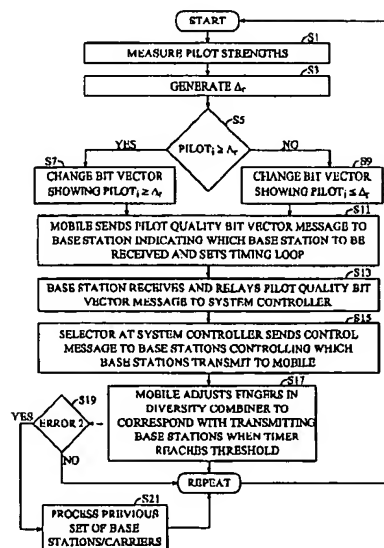 START
S1
MEASURE PILOT STRENGTHS
S3
GENERATE Δr
S5
PILOTi ≥ Δr
YES
NO
S7
CHANGE BIT VECTOR
SHOWING PILOTi ≥ Δr
S9
CHANGE BIT VECTOR
SHOWING PILOTi ≤ Δr
S11
MOBILE SENDS PILOT QUALITY BIT VECTOR MESSAGE TO
BASE STATION INDICATING WHICH BASE STATION TO BE
RECEIVED AND SETS TIMING LOOP
S13
BASE STATION RECEIVES AND RELAYS PILOT QUALITY BIT
VECTOR MESSAGE TO SYSTEM CONTROLLER
S15
SELECTOR AT SYSTEM CONTROLLER SENDS CONTROL
MESSAGE TO BASE STATIONS CONTROLLING WHICH
BASE STATIONS TRANSMIT TO MOBILE
S17
MOBILE ADJUSTS FINGERS IN
DIVERSITY COMBINER TO
CORRESPOND WITH TRANSMITTING
BASE STATIONS WHEN TIMER
REACHES THRESHOLD
S19
YES
ERROR ?
NO
REPEAT
S21
PROCESS PREVIOUS
SET OF BASE
STATIONS/CARRIERS